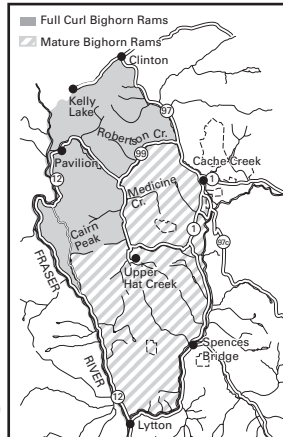 Full Curl Bighorn Rams
Mature Bighorn Rams
Clinton
Kelly
Lake
97
Robertson Cr.
Pavilion
99
12
Cache Creek
1
Medicine
Cr.
Cairn
Peak
1
97c
Upper
Hat Creek
FRASER
RIVER
Spences
Bridge
12
Lytton